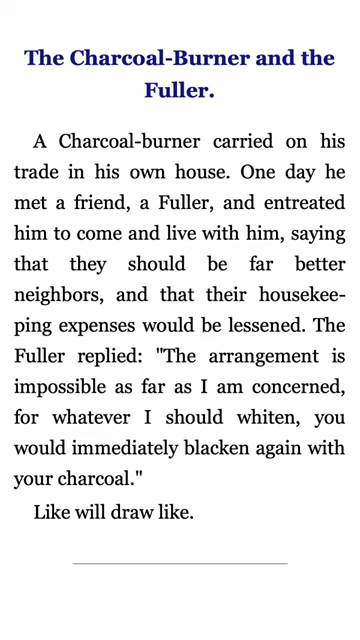 The Charcoal-Burner and the
Fuller.
A Charcoal-burner carried on his
trade in his own house. One day he
met a friend, a Fuller, and entreated
him to come and live with him, saying
that they should be far better
neighbors, and that their housekee-
ping expenses would be lessened. The
Fuller replied: "The arrangement is
impossible as far as I am concerned,
for whatever I should whiten, you
would immediately blacken again with
your charcoal."
Like will draw like.